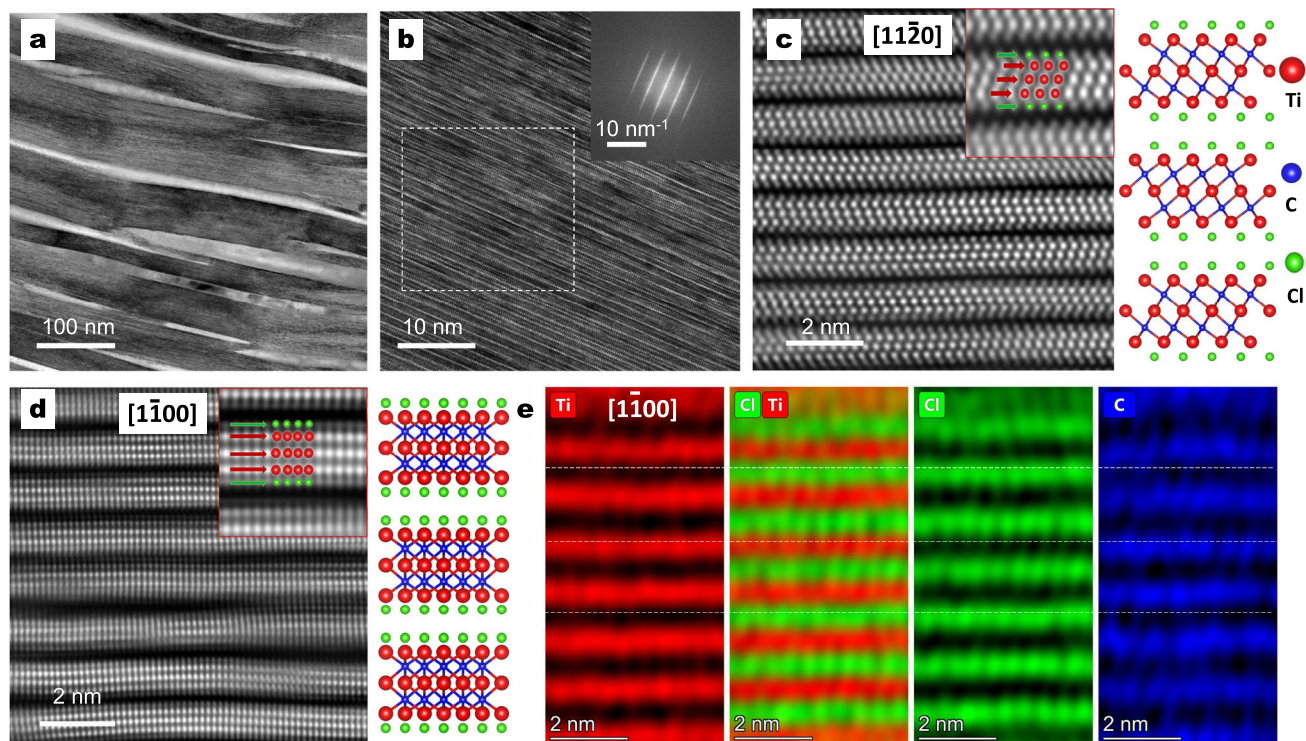 a
100 nm
b
10 nm⁻¹
10 nm
c
[112̄0]
2 nm
Ti
C
Cl
d
[11̄00]
2 nm
e
Ti
[11̄00]
2 nm
Cl Ti
2 nm
Cl
2 nm
C
2 nm